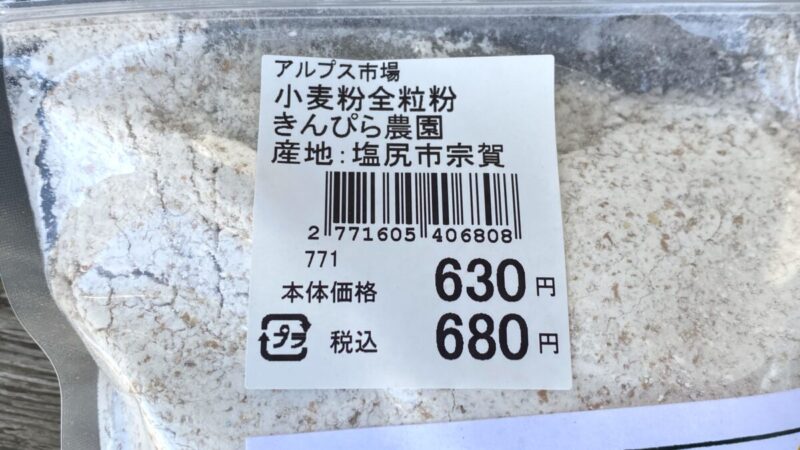 アルプス市場
小麦粉全粒粉
きんぴら農園
産地：塩尻市宗賀
2 771605 406808
771
本体価格 630円
プラ 税込 680円